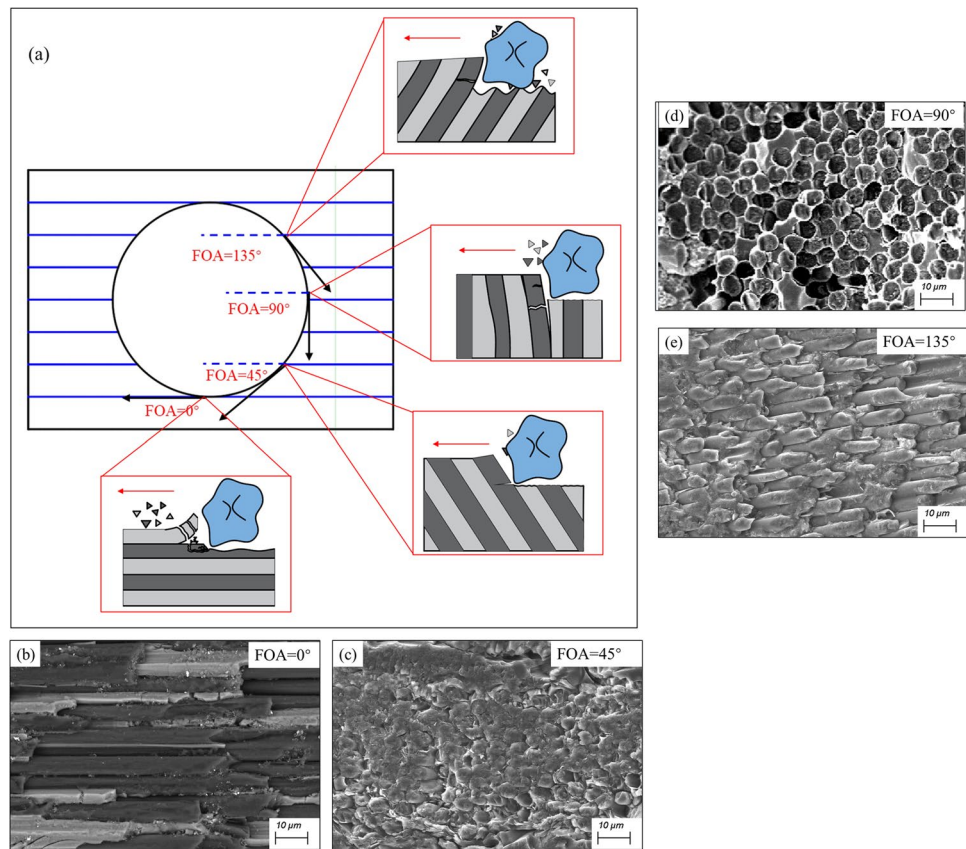 (a)
FOA=135°
FOA=90°
FOA=45°
FOA=0°
(d)
FOA=90°
10 μm
(e)
FOA=135°
10 μm
(b)
FOA=0°
10 μm
(c)
FOA=45°
10 μm